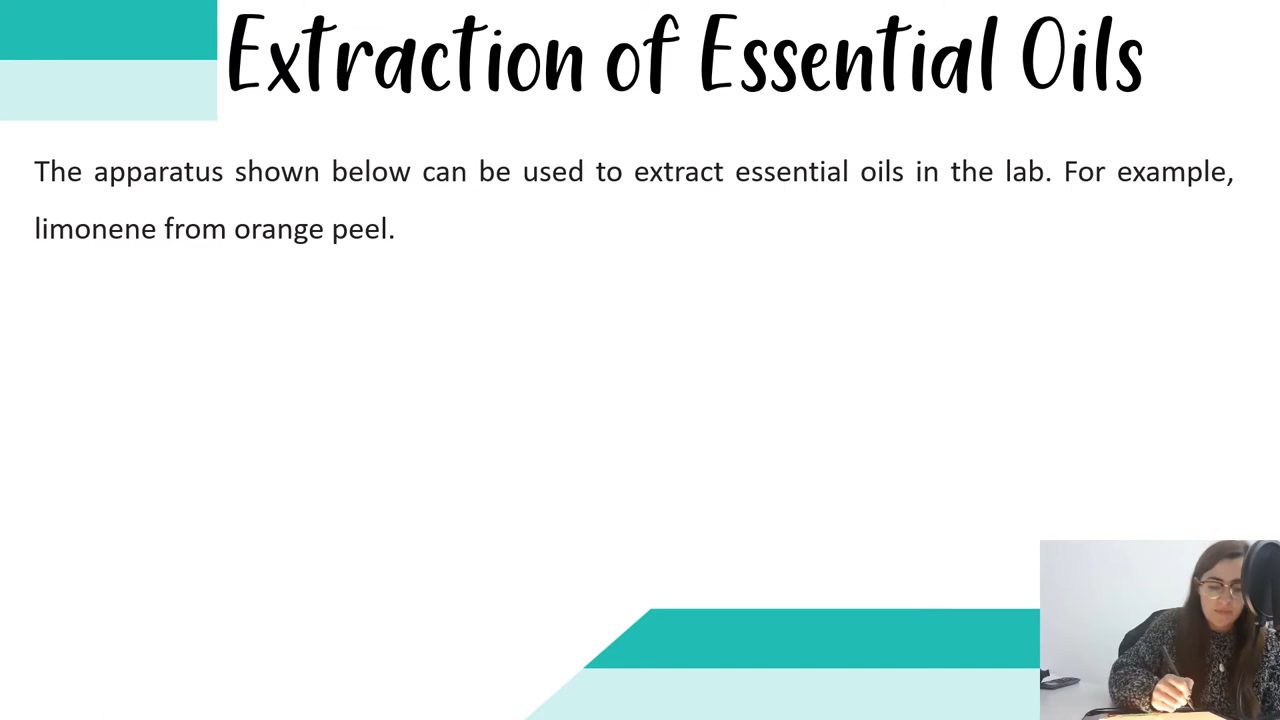 Extraction of Essential Oils
The apparatus shown below can be used to extract essential oils in the lab. For example,
limonene from orange peel.